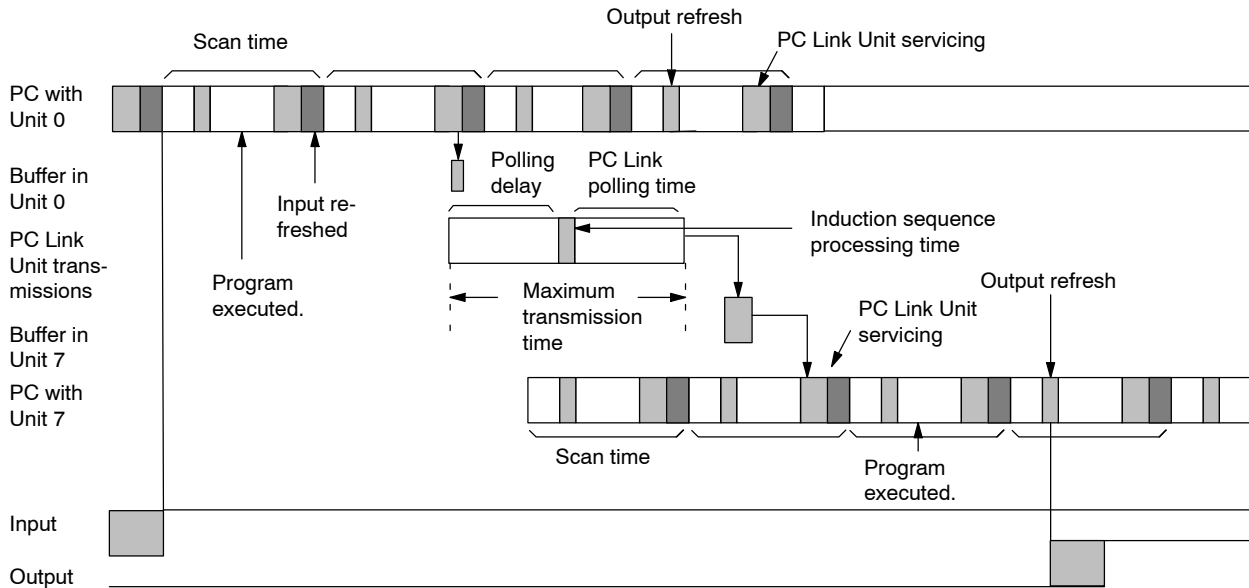 Output refresh
Scan time
PC Link Unit servicing
PC with
Unit 0
Buffer in
Unit 0
Polling
delay
PC Link
polling time
Input re-
freshed
Induction sequence
processing time
PC Link
Unit trans-
missions
Program
executed.
Maximum
transmission
time
Output refresh
PC Link Unit
servicing
Buffer in
Unit 7
PC with
Unit 7
Scan time
Program
executed.
Input
Output